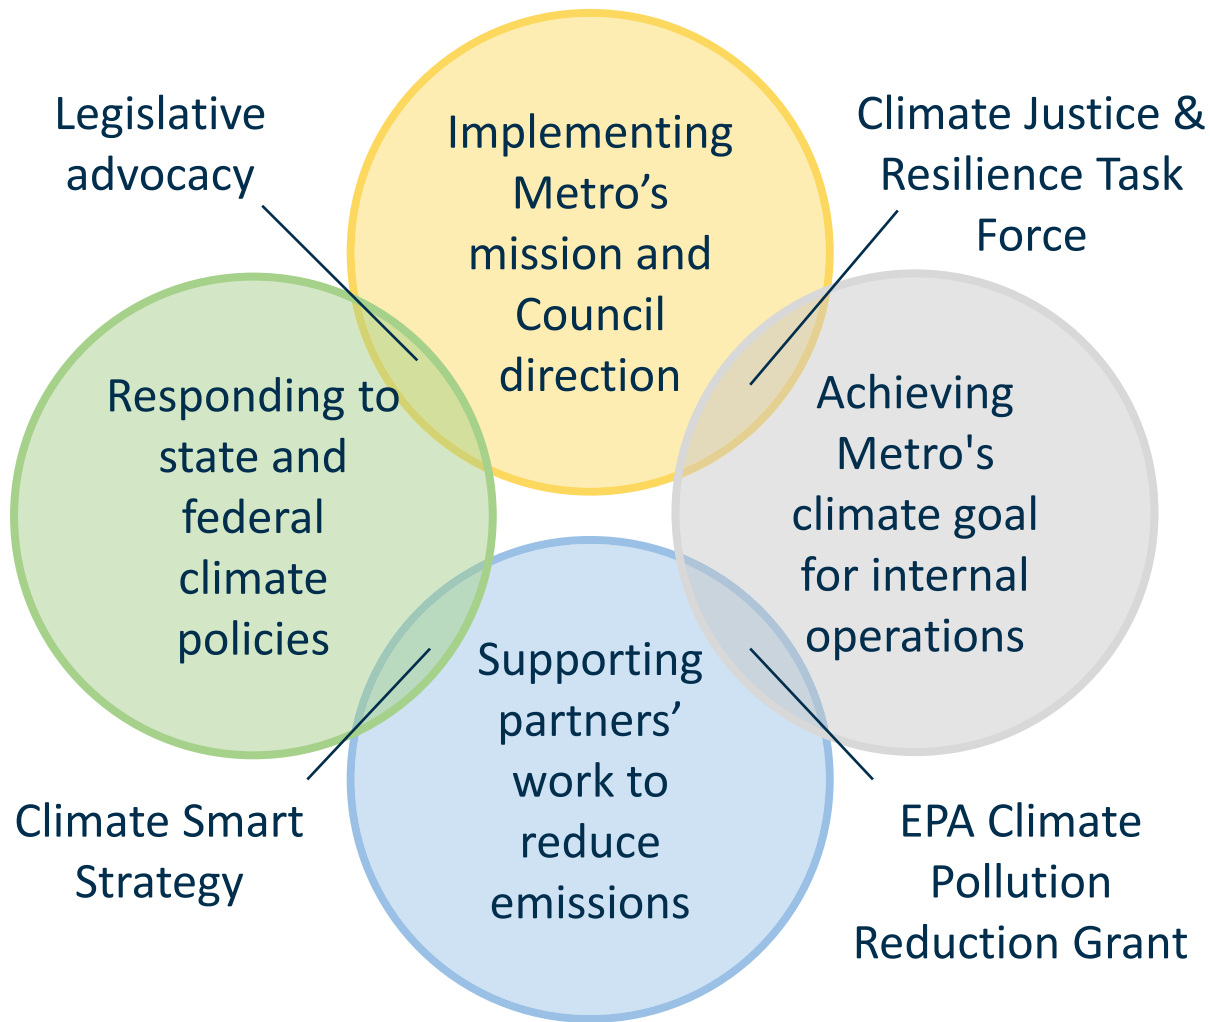 Legislative
advocacy
Implementing
Metro’s
mission and
Council
direction
Climate Justice &
Resilience Task
Force
Responding to
state and
federal
climate
policies
Achieving
Metro's
climate goal
for internal
operations
Supporting
partners’
work to
reduce
emissions
Climate Smart
Strategy
EPA Climate
Pollution
Reduction Grant